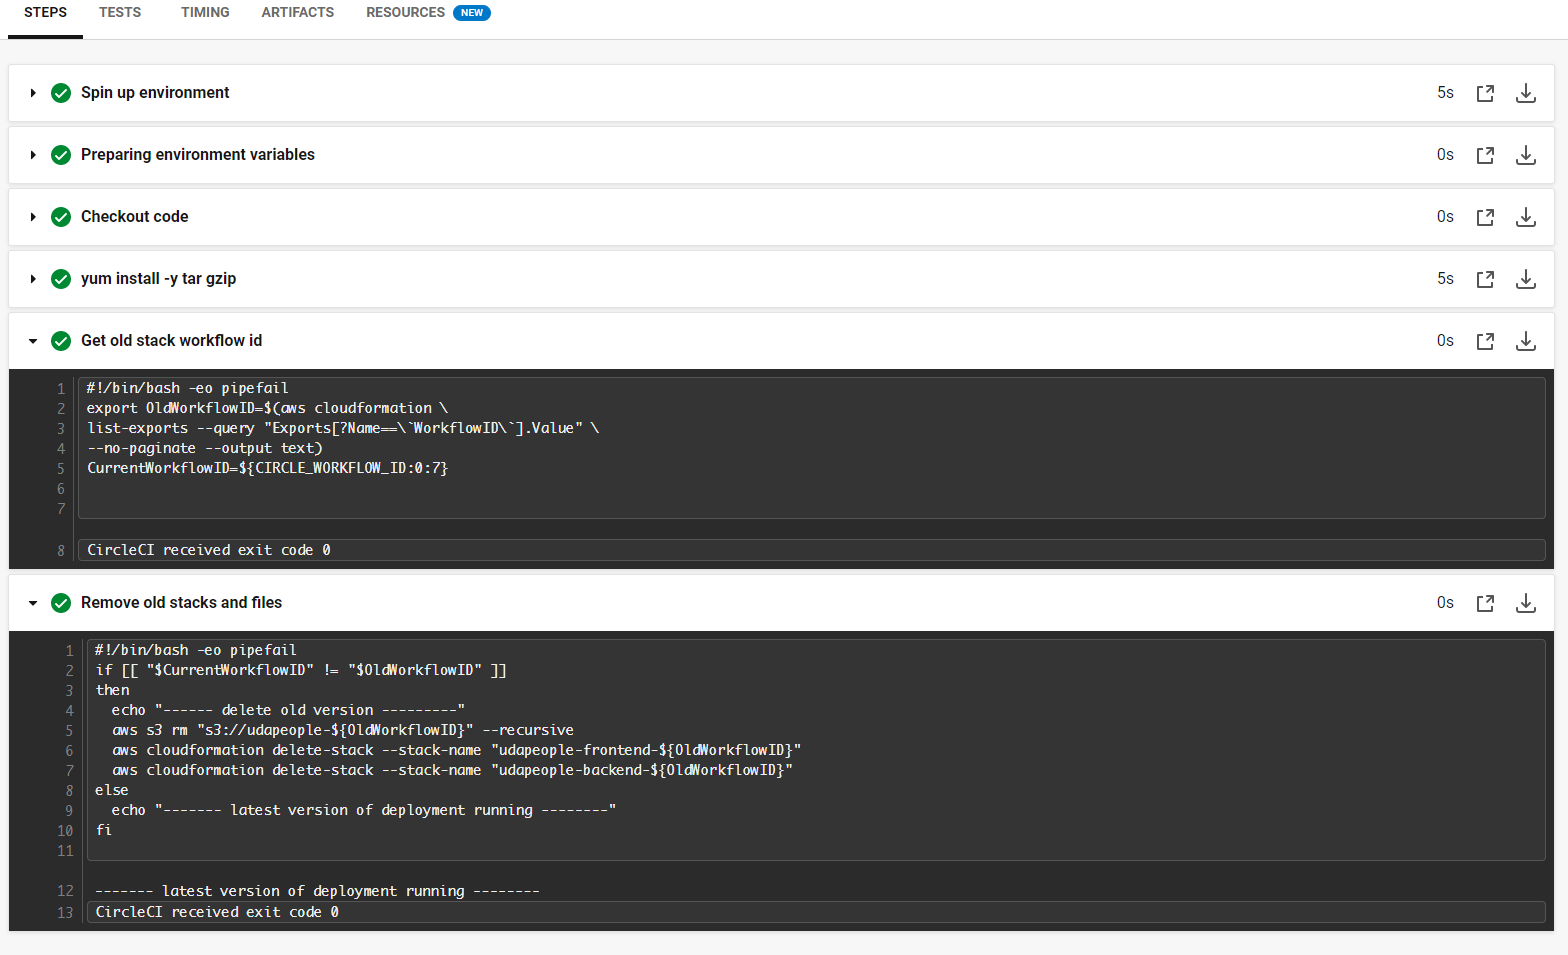 STEPS TESTS TIMING ARTIFACTS RESOURCES NEW
Spin up environment 5s
Preparing environment variables 0s
Checkout code 0s
yum install -y tar gzip 5s
Get old stack workflow id 0s
1 #!/bin/bash -eo pipefail
2 export OldWorkflowID=$(aws cloudformation \
3 list-exports --query "Exports[?Name==\`WorkflowID\`].Value" \
4 --no-paginate --output text)
5 CurrentWorkflowID=${CIRCLE_WORKFLOW_ID:0:7}
6
7
8 CircleCI received exit code 0
Remove old stacks and files 0s
1 #!/bin/bash -eo pipefail
2 if [[ "$CurrentWorkflowID" != "$OldWorkflowID" ]]
3 then
4   echo "------ delete old version ---------"
5   aws s3 rm "s3://udapeople-${OldWorkflowID}" --recursive
6   aws cloudformation delete-stack --stack-name "udapeople-frontend-${OldWorkflowID}"
7   aws cloudformation delete-stack --stack-name "udapeople-backend-${OldWorkflowID}"
8 else
9   echo "------- latest version of deployment running --------"
10 fi
11
12 ------- latest version of deployment running --------
13 CircleCI received exit code 0